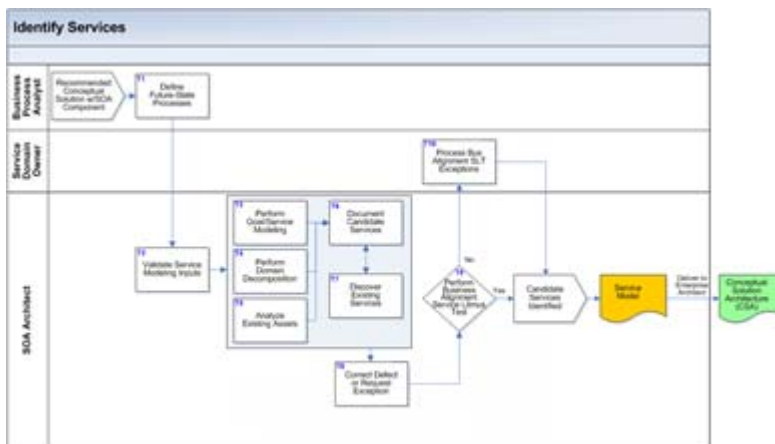 Identify Services
Business
Process
Analyst
Recommended
Conceptual
Solution w/SOA
Component
T1
Define
Future-State
Processes
Service
Domain
Owner
T10
Process Bus
Alignment SLT
Exceptions
SOA Architect
T2
Validate Service
Modeling Inputs
T3
Perform
Goal/Service
Modeling
T4
Perform
Domain
Decomposition
T5
Analyze
Existing Assets
T6
Document
Candidate
Services
T7
Discover
Existing
Services
Correct Defect
or Request
Exception
No
Perform
Business
Alignment
Service Litmus
Test
Yes
Candidate
Services
Identified
Service
Model
Deliver to
Enterprise
Architect
Conceptual
Solution
Architecture
(CSA)